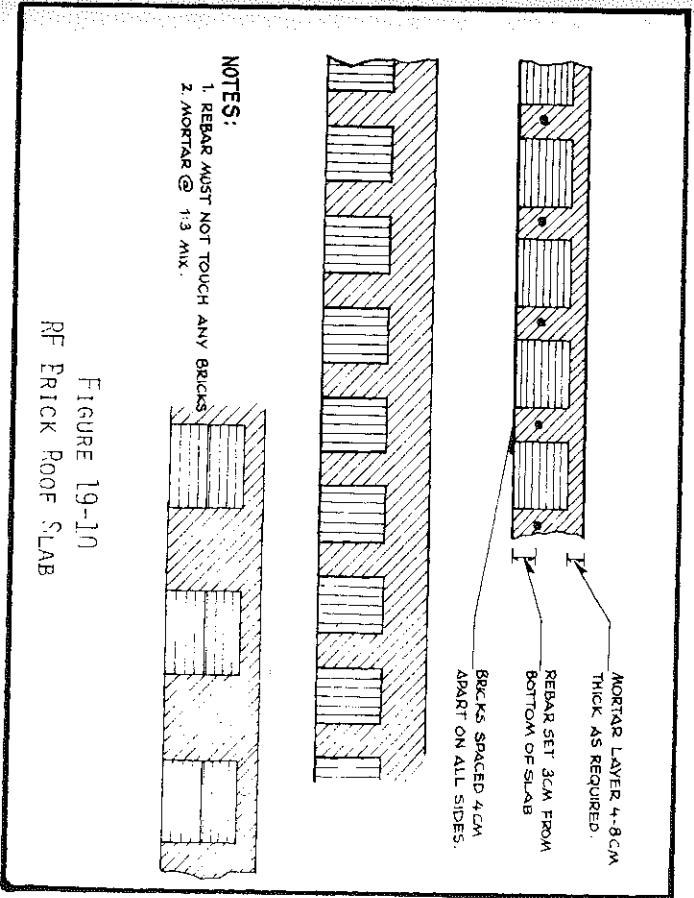 MORTAR LAYER 4-8CM
THICK AS REQUIRED.
REBAR SET 3CM FROM
BOTTOM OF SLAB
BRICKS SPACED 4CM
APART ON ALL SIDES.
NOTES:
1. REBAR MUST NOT TOUCH ANY BRICKS
2. MORTAR @ 1:3 MIX.
FIGURE 19-10
RF BRICK ROOF SLAB